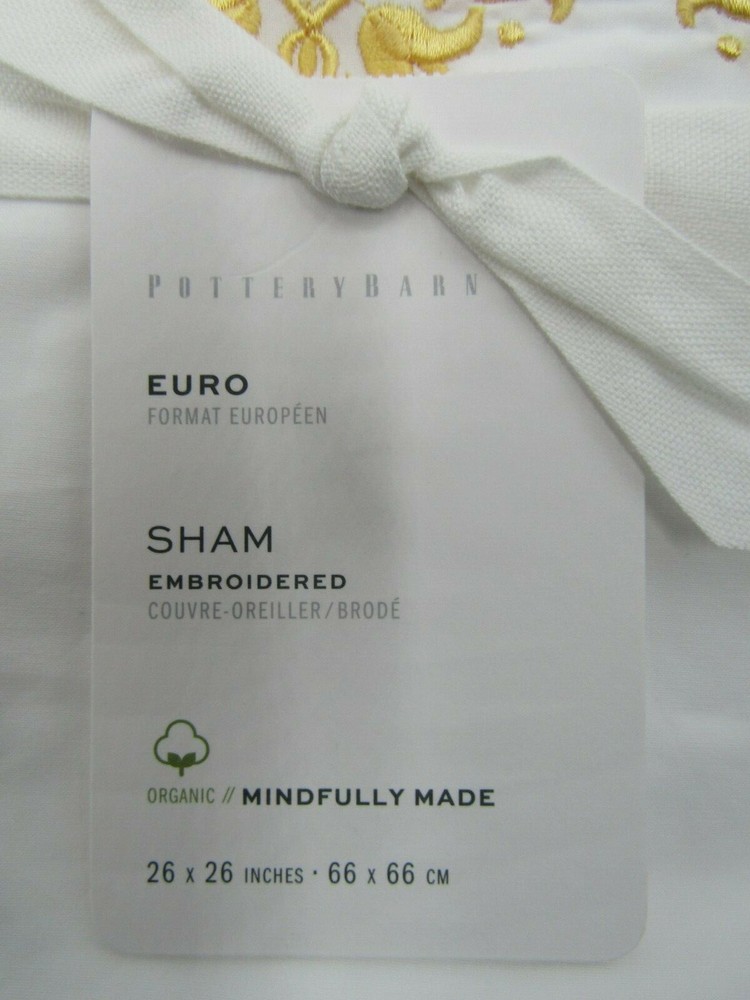 POTTERYBARN
EURO
FORMAT EUROPÉEN
SHAM
EMBROIDERED
COUVRE-OREILLER/BRODÉ
ORGANIC // MINDFULLY MADE
26 x 26 INCHES · 66 x 66 CM